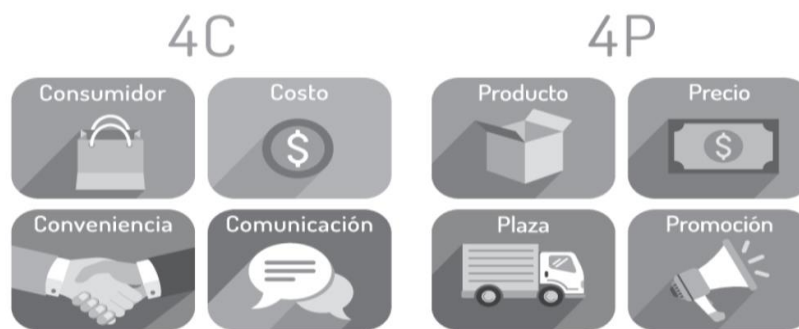 4C
4P
Consumidor
Costo
Producto
Precio
$
$
Conveniencia
Comunicación
Plaza
Promoción